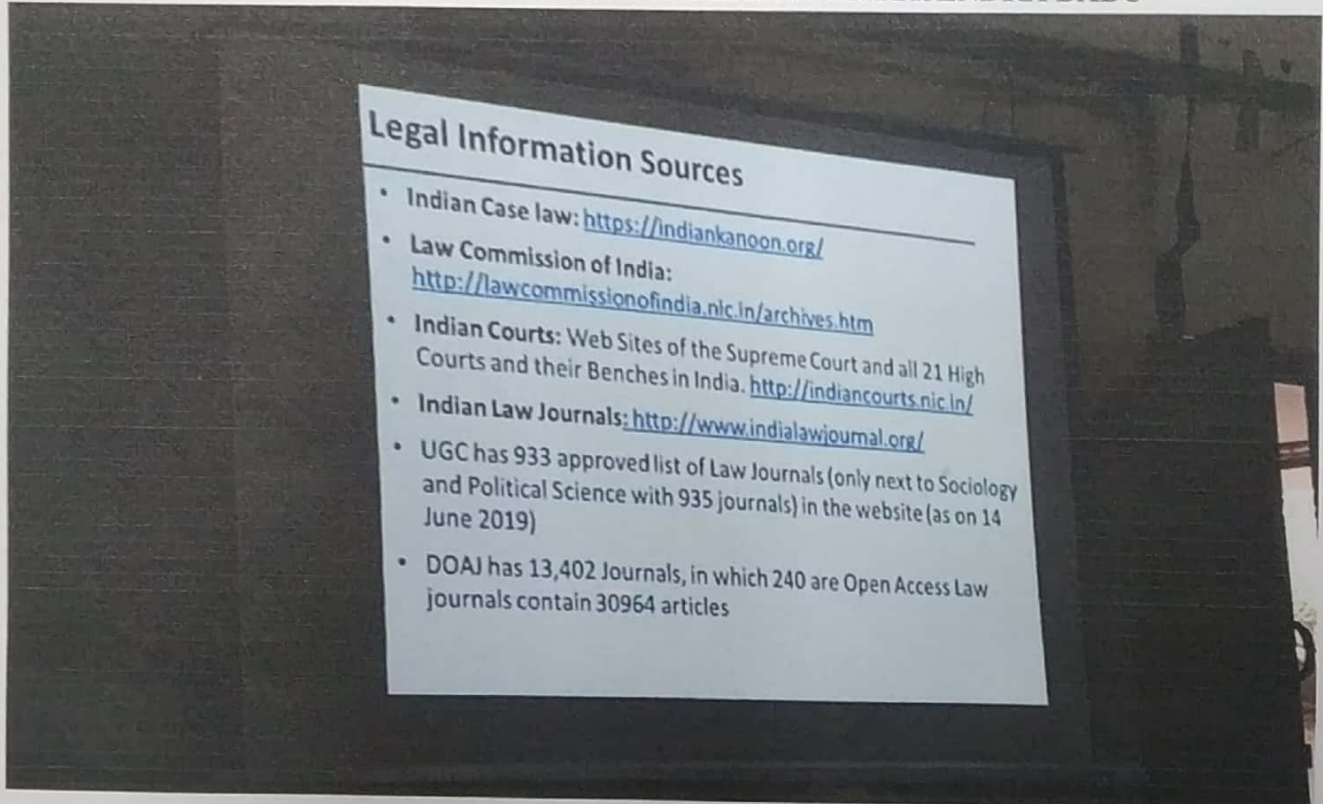 Legal Information Sources
• Indian Case law: https://indiankanoon.org/
• Law Commission of India:
http://lawcommissionofindia.nic.in/archives.htm
• Indian Courts: Web Sites of the Supreme Court and all 21 High
Courts and their Benches in India. http://indiancourts.nic.in/
• Indian Law Journals: http://www.indialawjournal.org/
• UGC has 933 approved list of Law Journals (only next to Sociology
and Political Science with 935 journals) in the website (as on 14
June 2019)
• DOAJ has 13,402 Journals, in which 240 are Open Access Law
journals contain 30964 articles